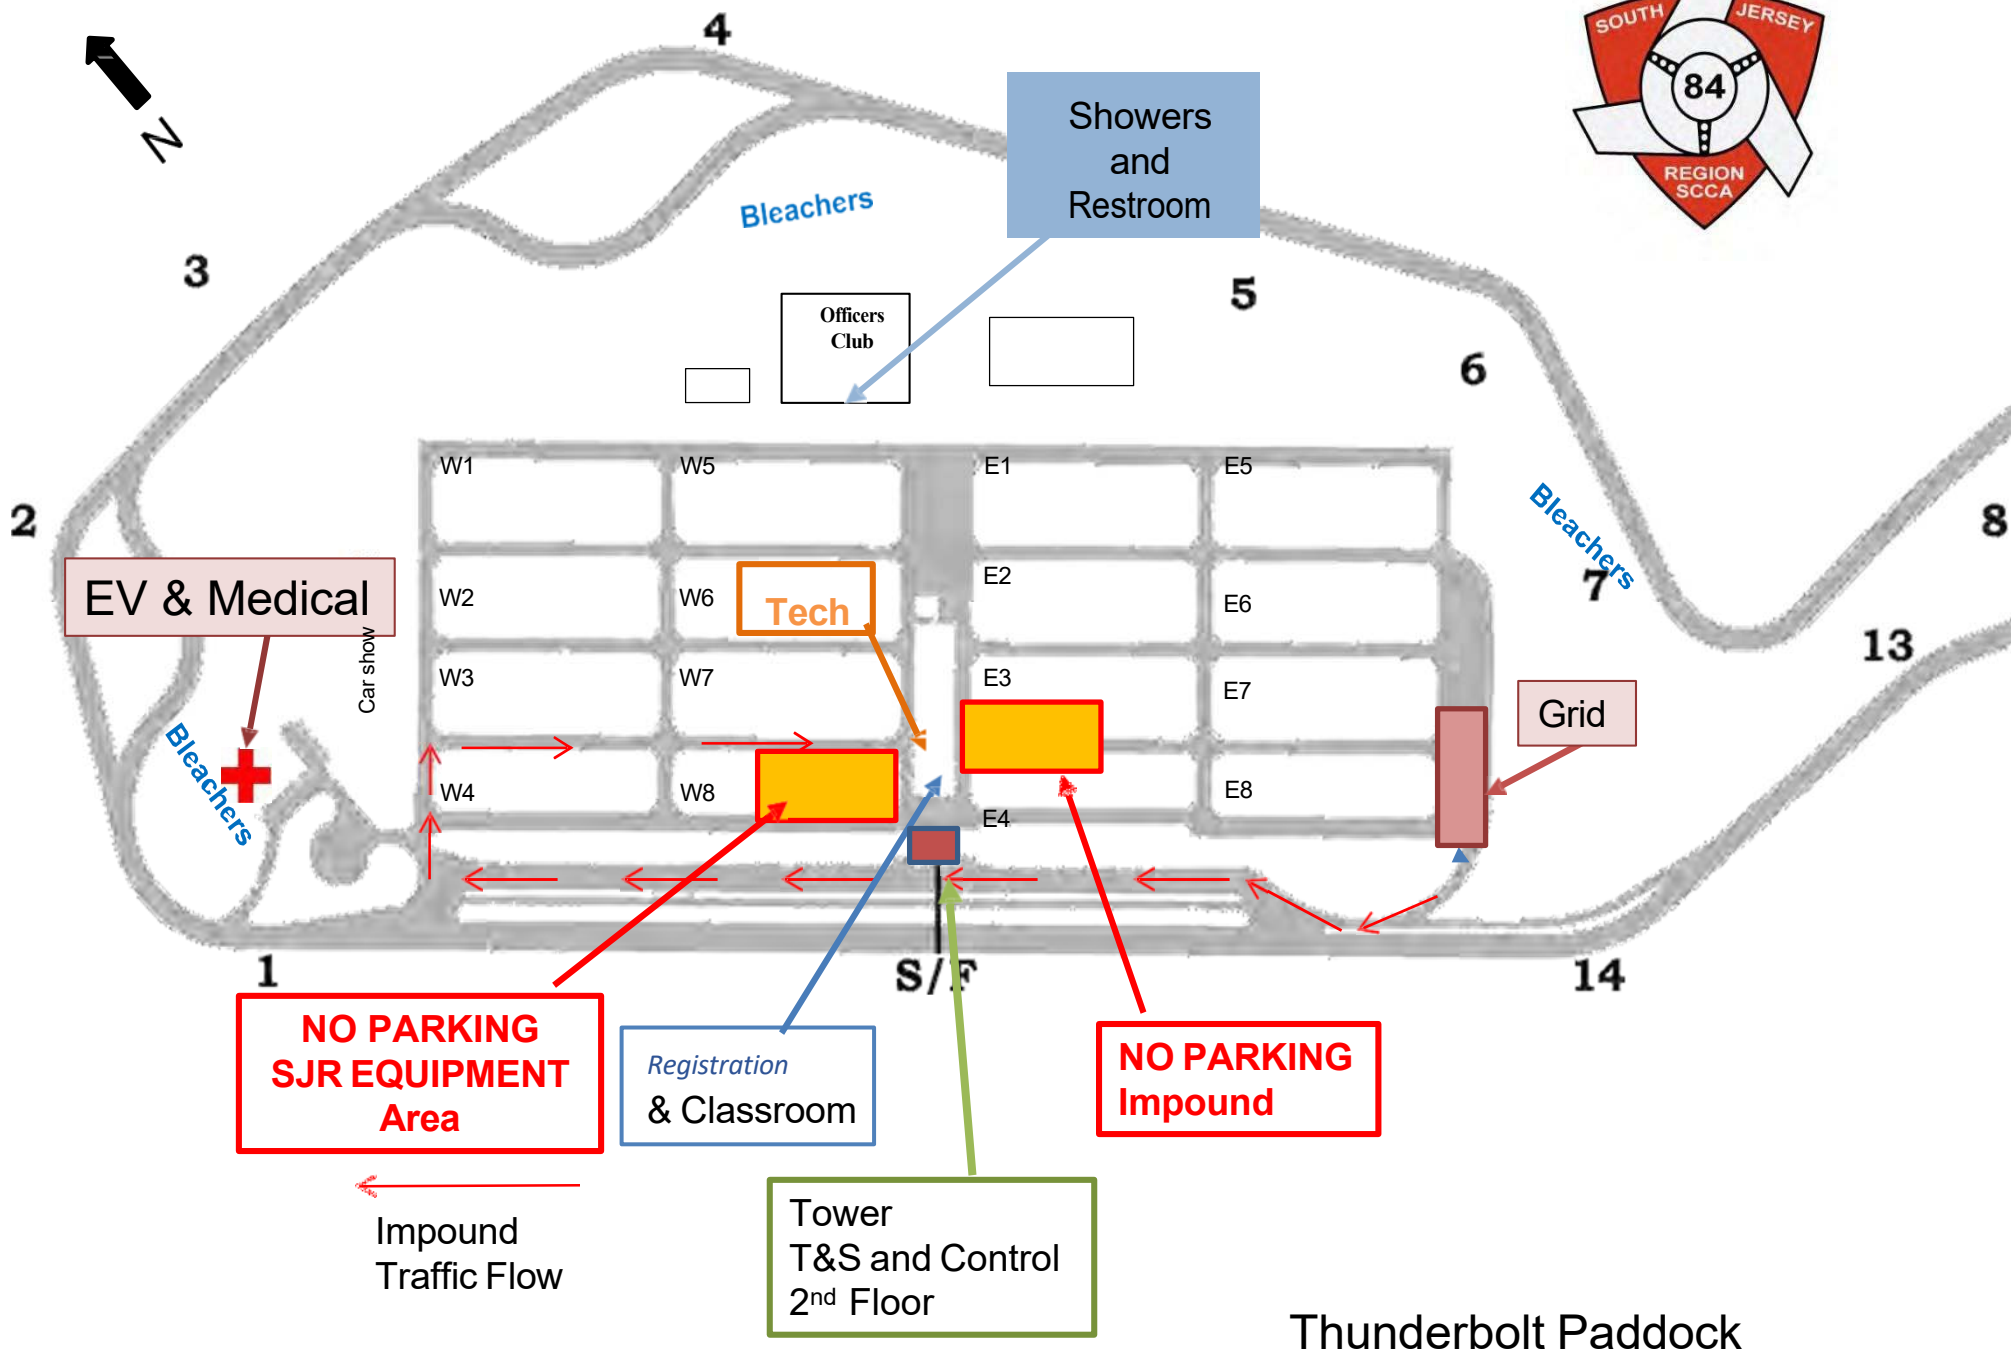 SOUTH
JERSEY
84
REGION
SCCA
N
4
Showers
and
Restroom
Bleachers
3
5
Officers
Club
6
W1
W5
E1
E5
Bleachers
2
8
7
EV & Medical
W2
W6
Tech
E2
E6
13
Car show
W3
W7
E3
E7
Grid
Bleachers
W4
W8
E4
E8
1
S/F
14
NO PARKING
SJR EQUIPMENT
Area
Registration
& Classroom
NO PARKING
Impound
Impound
Traffic Flow
Tower
T&S and Control
2nd Floor
Thunderbolt Paddock